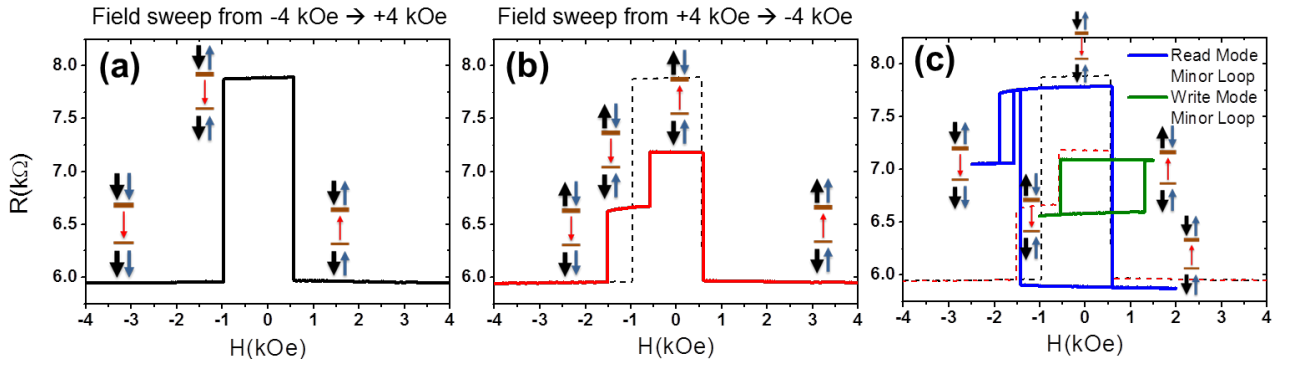 Field sweep from -4 kOe → +4 kOe
Field sweep from +4 kOe → -4 kOe
(a)
8.0
7.5
7.0
6.5
6.0
R(kΩ)
-4 -3 -2 -1 0 1 2 3 4
H(kOe)
(b)
8.0
7.5
7.0
6.5
6.0
-4 -3 -2 -1 0 1 2 3 4
H(kOe)
(c)
Read Mode
Minor Loop
Write Mode
Minor Loop
8.0
7.5
7.0
6.5
6.0
-4 -3 -2 -1 0 1 2 3 4
H(kOe)